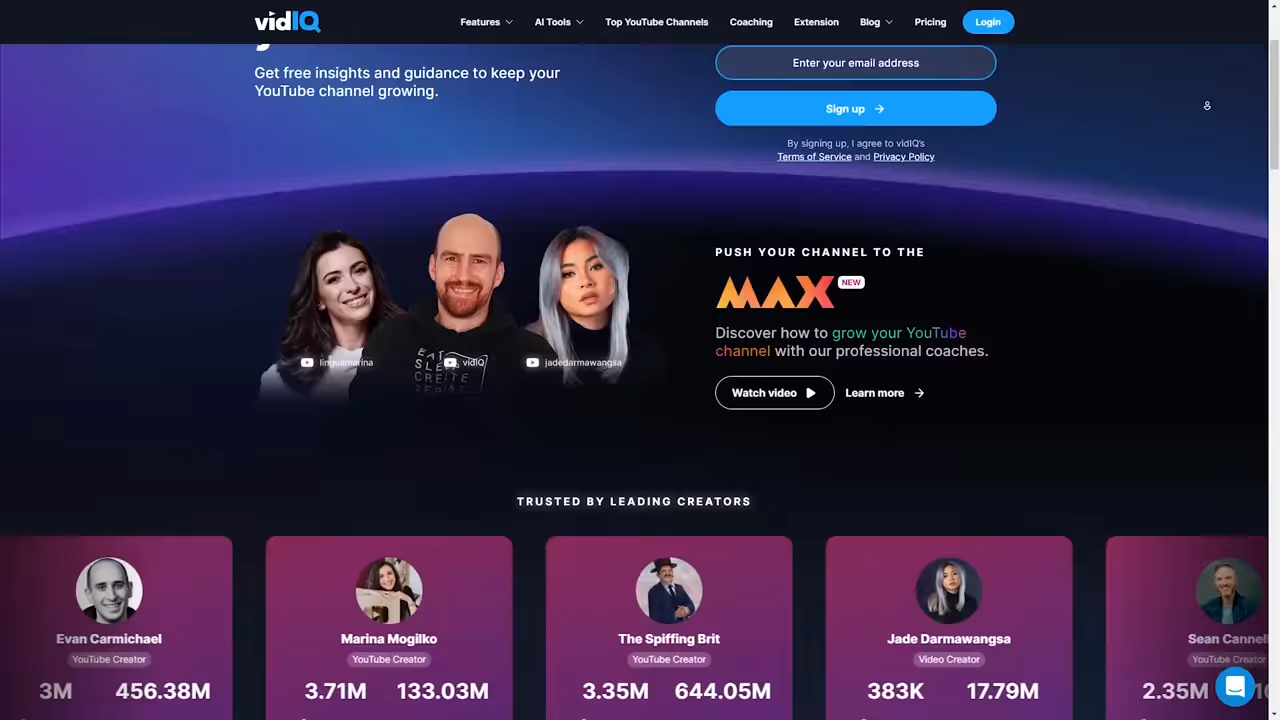 vidIQ
Features
AI Tools
Top YouTube Channels
Coaching
Extension
Blog
Pricing
Login
Get free insights and guidance to keep your
YouTube channel growing.
Enter your email address
Sign up
By signing up, I agree to vidIQ's
Terms of Service and Privacy Policy
linguamarina
vidIQ
jadedarmawangsa
PUSH YOUR CHANNEL TO THE
MAX NEW
Discover how to grow your YouTube
channel with our professional coaches.
Watch video
Learn more
TRUSTED BY LEADING CREATORS
Evan Carmichael
YouTube Creator
3M 456.38M
Marina Mogilko
YouTube Creator
3.71M 133.03M
The Spiffing Brit
YouTube Creator
3.35M 644.05M
Jade Darmawangsa
Video Creator
383K 17.79M
Sean Cannell
YouTube Creator
2.35M